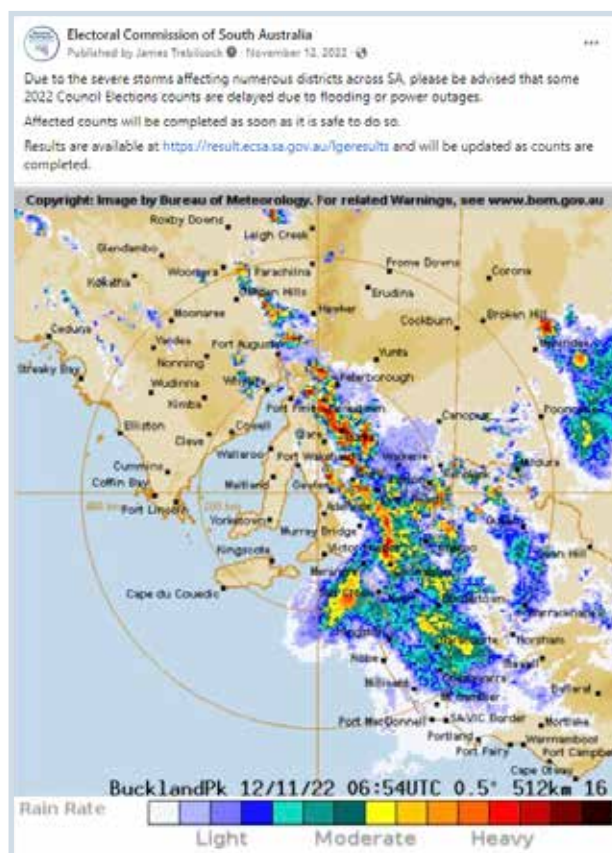 Electoral Commission of South Australia
Published by James Trebilcock · November 12, 2022 ·
Due to the severe storms affecting numerous districts across SA, please be advised that some
2022 Council Elections counts are delayed due to flooding or power outages.
Affected counts will be completed as soon as it is safe to do so.
Results are available at https://result.ecsa.sa.gov.au/lgeresults and will be updated as counts are
completed.
Copyright: Image by Bureau of Meteorology. For related Warnings, see www.bom.gov.au
Roxby Downs
Leigh Creek
Glendambo
Woomera Parachilna Frome Downs Corona
Kokatha
Erudina
Moonaree Hawker Broken Hill
Ceduna Cockburn
Yardea Port Augusta
Nonning Yunta
Streaky Bay Peterborough
Wudinna
Kimba
Elliston Cowell Canopus
Cleve Wallaroo
Cummins Mildura
Coffin Bay Maitland
Port Lincoln
Yorketown
Murray Bridge
Kingscote
Cape du Couedic
Robe Horsham
Millicent
Port MacDonnell SA-VIC Border Mortlake
Portland Warrnambool
Port Fairy Port Campbe
Cape Otway
BucklandPk 12/11/22 06:54UTC 0.5° 512km 16
Rain Rate
Light Moderate Heavy